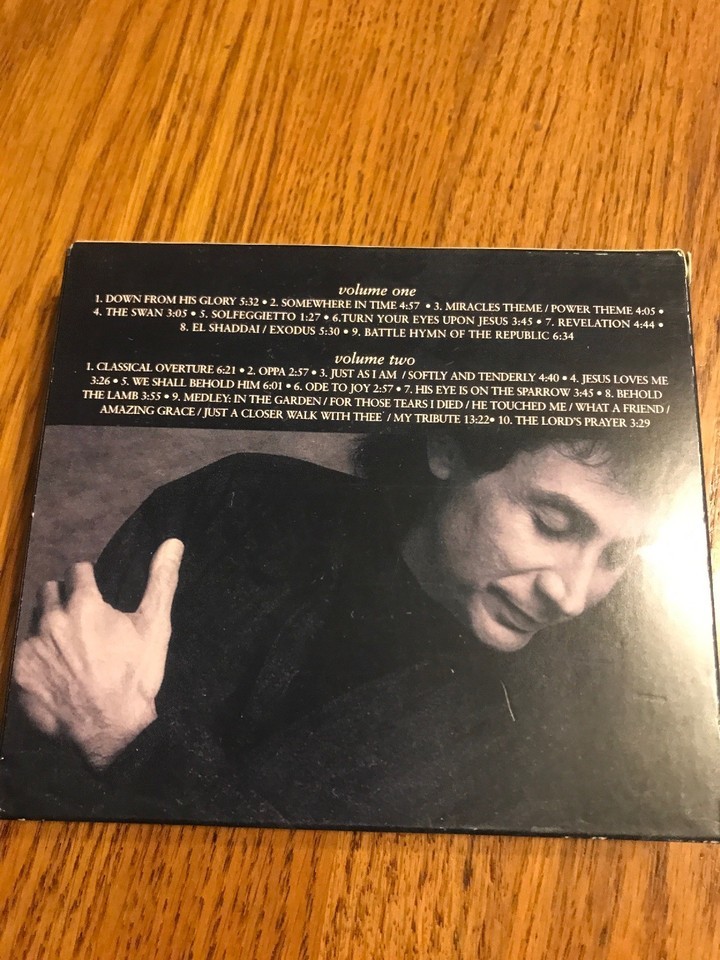 volume one
1. DOWN FROM HIS GLORY 5:32 • 2. SOMEWHERE IN TIME 4:57 • 3. MIRACLES THEME / POWER THEME 4:05 •
4. THE SWAN 3:05 • 5. SOLFEGGIETTO 1:27 • 6.TURN YOUR EYES UPON JESUS 3:45 • 7. REVELATION 4:44 •
8. EL SHADDAI / EXODUS 5:30 • 9. BATTLE HYMN OF THE REPUBLIC 6:34
volume two
1. CLASSICAL OVERTURE 6:21 • 2. OPPA 2:57 • 3. JUST AS I AM / SOFTLY AND TENDERLY 4:40 • 4. JESUS LOVES ME
3:26 • 5. WE SHALL BEHOLD HIM 6:01 • 6. ODE TO JOY 2:57 • 7. HIS EYE IS ON THE SPARROW 3:45 • 8. BEHOLD
THE LAMB 3:55 • 9. MEDLEY: IN THE GARDEN / FOR THOSE TEARS I DIED / HE TOUCHED ME / WHAT A FRIEND /
AMAZING GRACE / JUST A CLOSER WALK WITH THEE / MY TRIBUTE 13:22• 10. THE LORD'S PRAYER 3:29